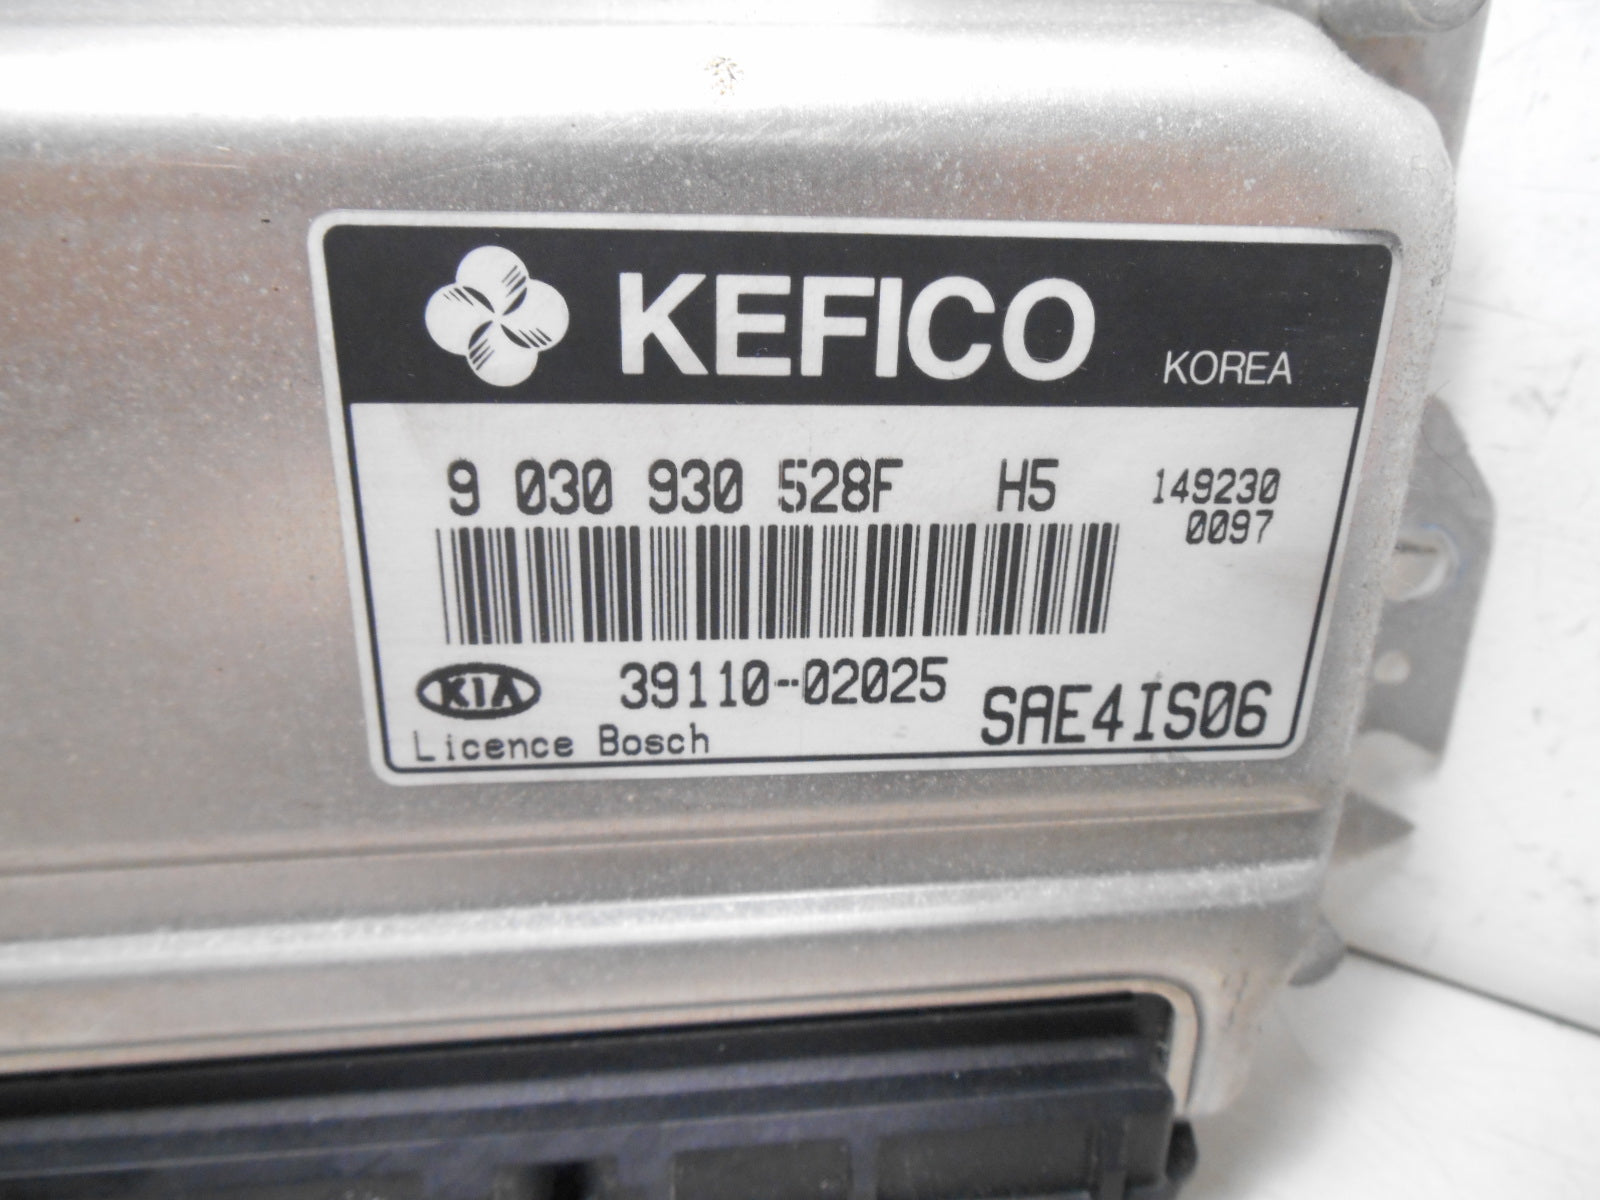 KEFICO KOREA
9 030 930 528F H5 149230
0097
KIA 39110-02025 SAE4IS06
Licence Bosch